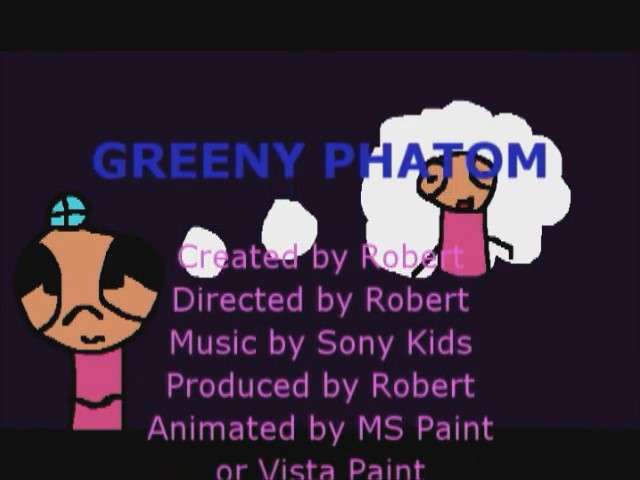 GREENY PHATOM
Created by Robert
Directed by Robert
Music by Sony Kids
Produced by Robert
Animated by MS Paint
or Vista Paint